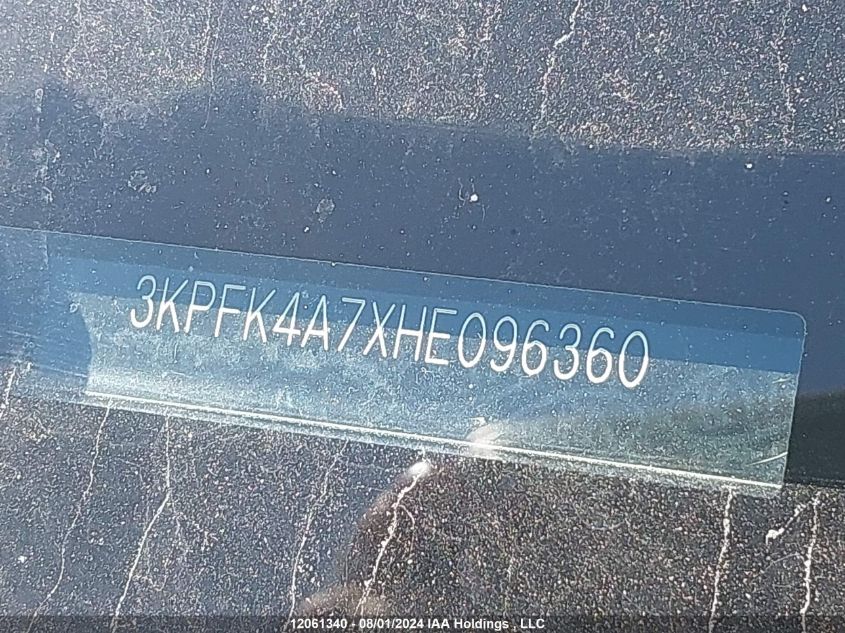 3KPFK4A7XHE096360
12061340 - 08/01/2024 IAA Holdings , LLC